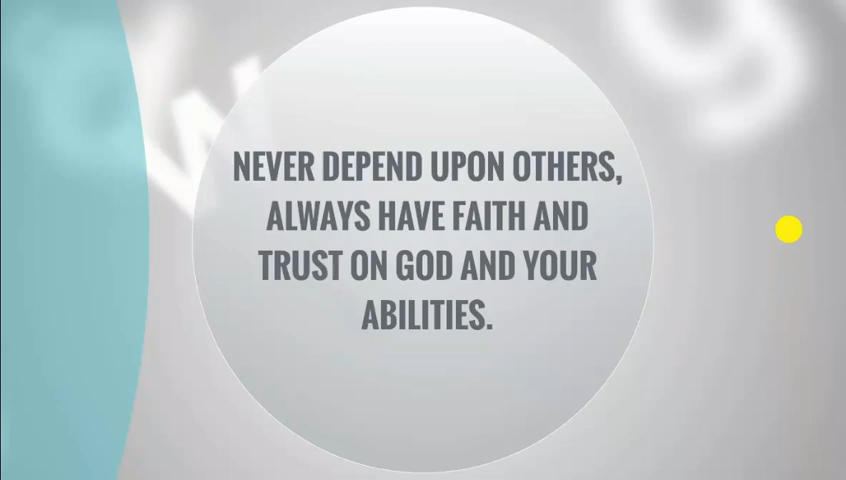 NEVER DEPEND UPON OTHERS,
ALWAYS HAVE FAITH AND
TRUST ON GOD AND YOUR
ABILITIES.